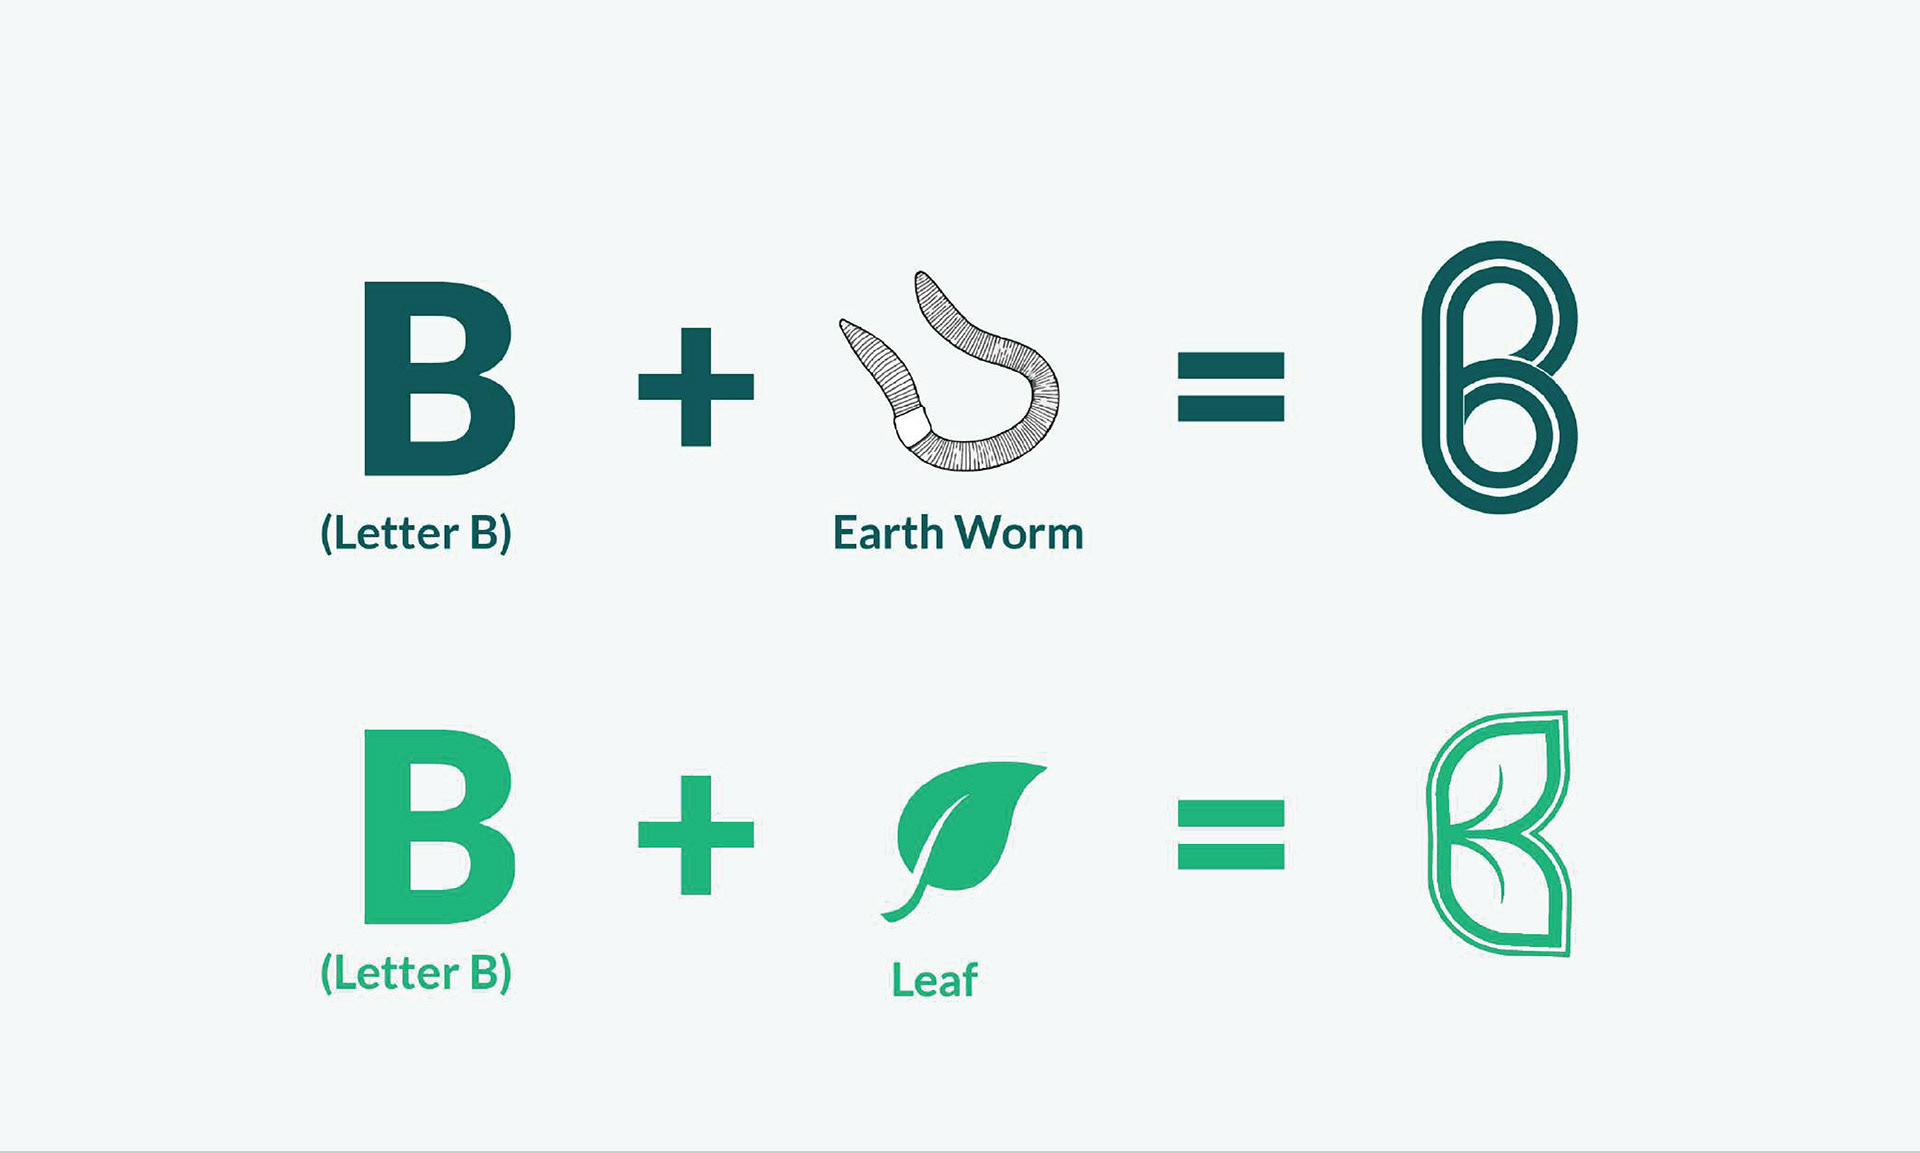 B + =
(Letter B) Earth Worm
B + =
(Letter B)
Leaf